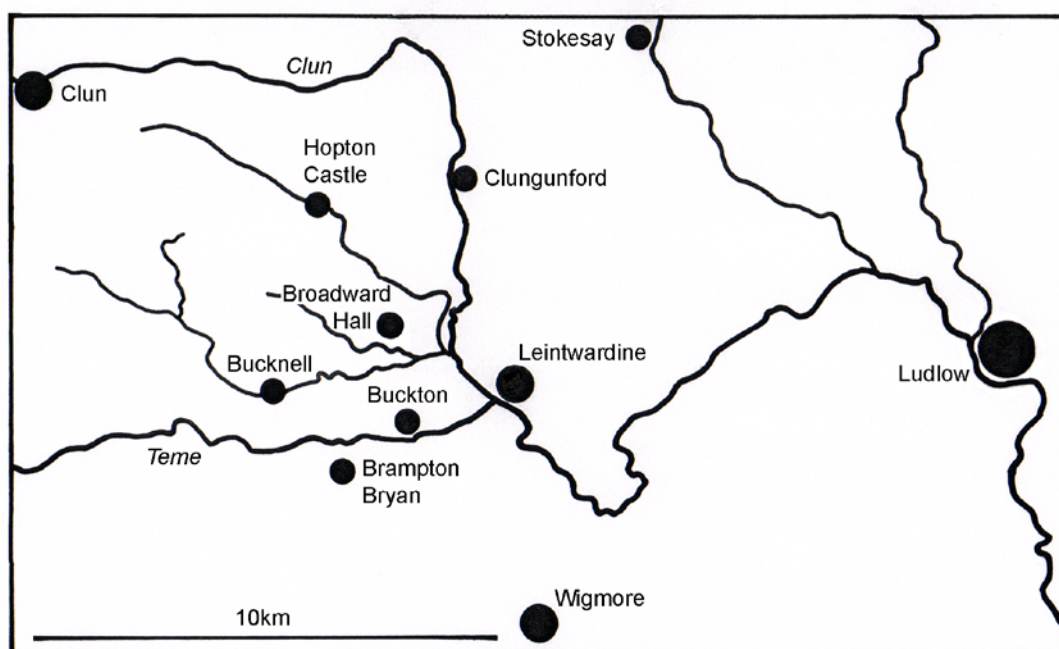 Stokesay
Clun
Clun
Hopton
Castle
Clungunford
Broadward
Hall
Leintwardine
Bucknell
Ludlow
Buckton
Teme
Brampton
Bryan
Wigmore
10km